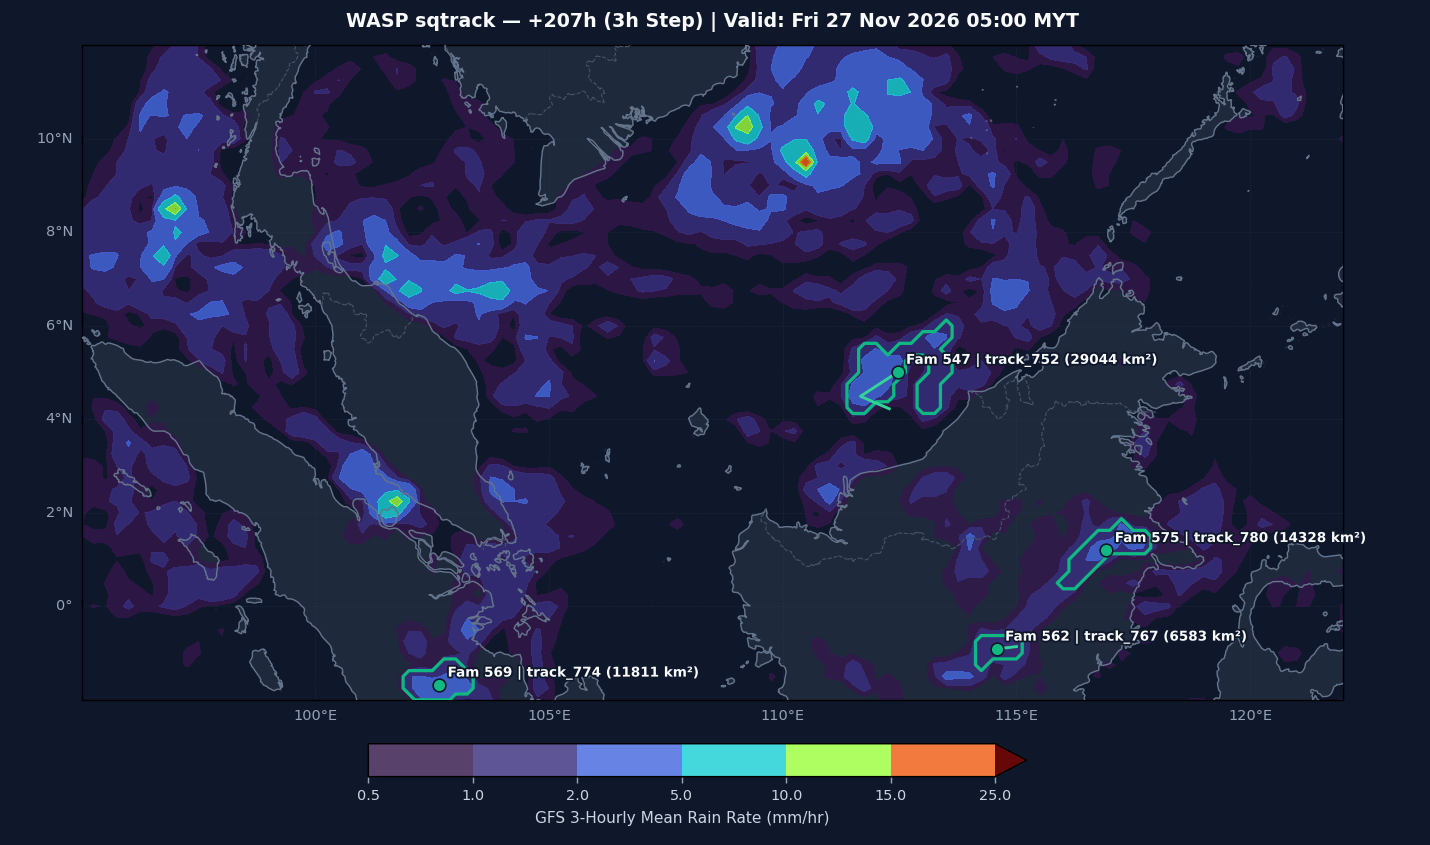 WASP sqtrack — +207h (3h Step) | Valid: Fri 27 Nov 2026 05:00 MYT
10°N
8°N
6°N
Fam 547 | track_752 (29044 km²)
4°N
2°N
Fam 575 | track_780 (14328 km²)
0°
Fam 562 | track_767 (6583 km²)
Fam 569 | track_774 (11811 km²)
100°E 105°E 110°E 115°E 120°E
0.5 1.0 2.0 5.0 10.0 15.0 25.0
GFS 3-Hourly Mean Rain Rate (mm/hr)